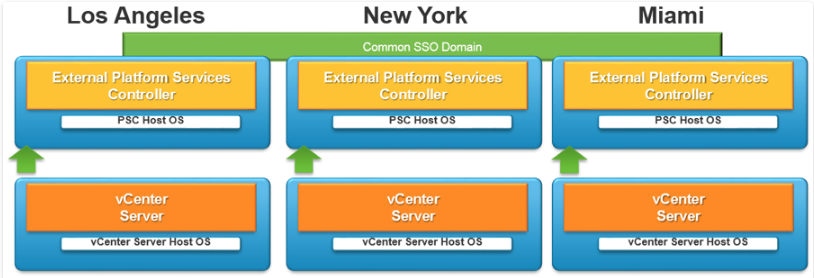 Los Angeles
New York
Miami
Common SSO Domain
External Platform Services
Controller
PSC Host OS
External Platform Services
Controller
PSC Host OS
External Platform Services
Controller
PSC Host OS
vCenter
Server
vCenter Server Host OS
vCenter
Server
vCenter Server Host OS
vCenter
Server
vCenter Server Host OS